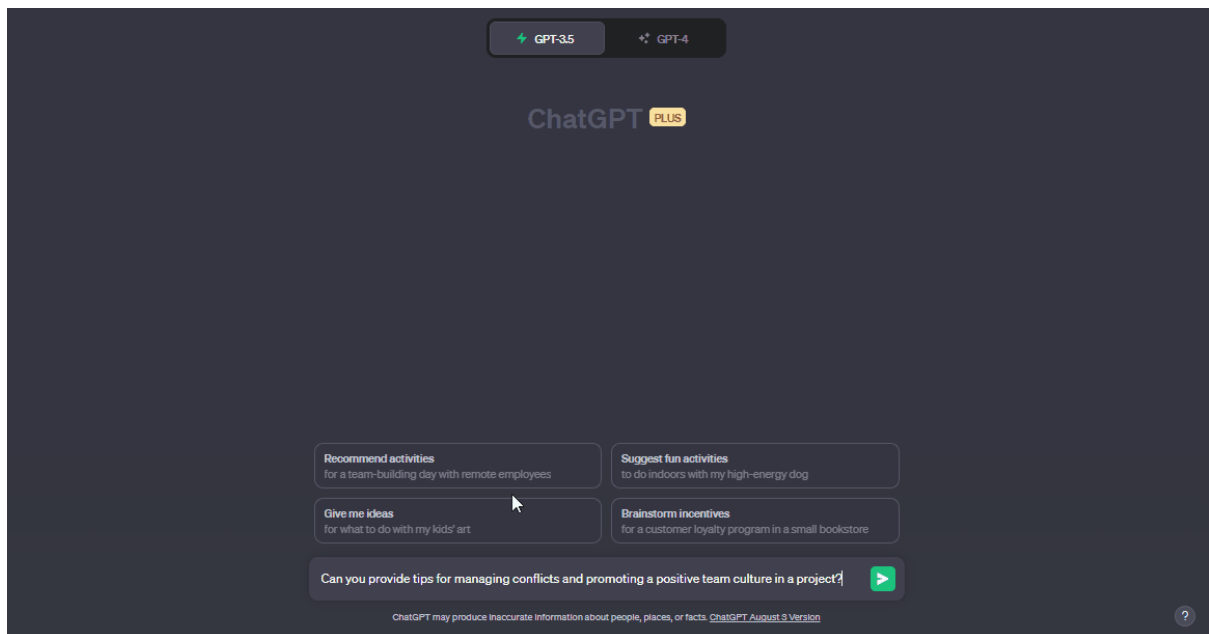 GPT-3.5
GPT-4
ChatGPT PLUS
Recommend activities
for a team-building day with remote employees
Suggest fun activities
to do indoors with my high-energy dog
Give me ideas
for what to do with my kids' art
Brainstorm incentives
for a customer loyalty program in a small bookstore
Can you provide tips for managing conflicts and promoting a positive team culture in a project?
ChatGPT may produce inaccurate information about people, places, or facts. ChatGPT August 3 Version
?